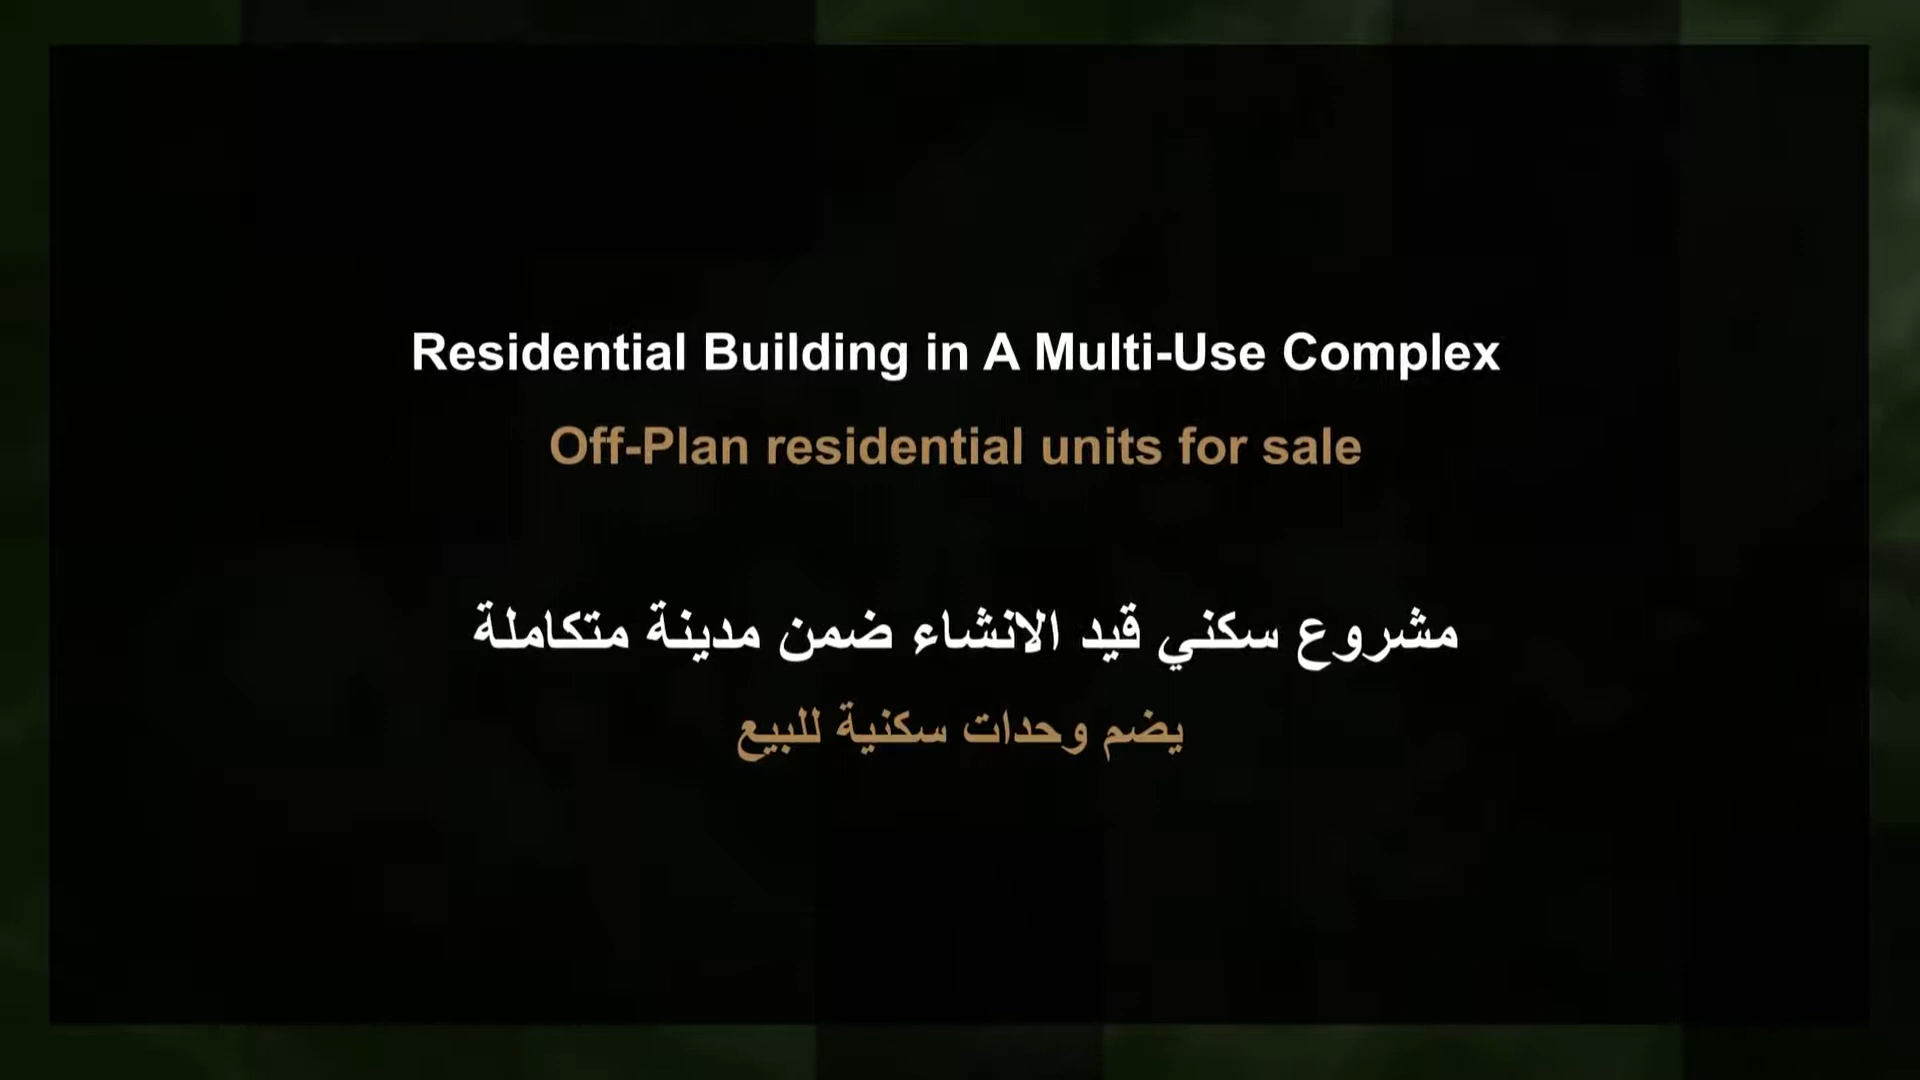 Residential Building in A Multi-Use Complex
Off-Plan residential units for sale
مشروع سكني قيد الانشاء ضمن مدينة متكاملة
يضم وحدات سكنية للبيع